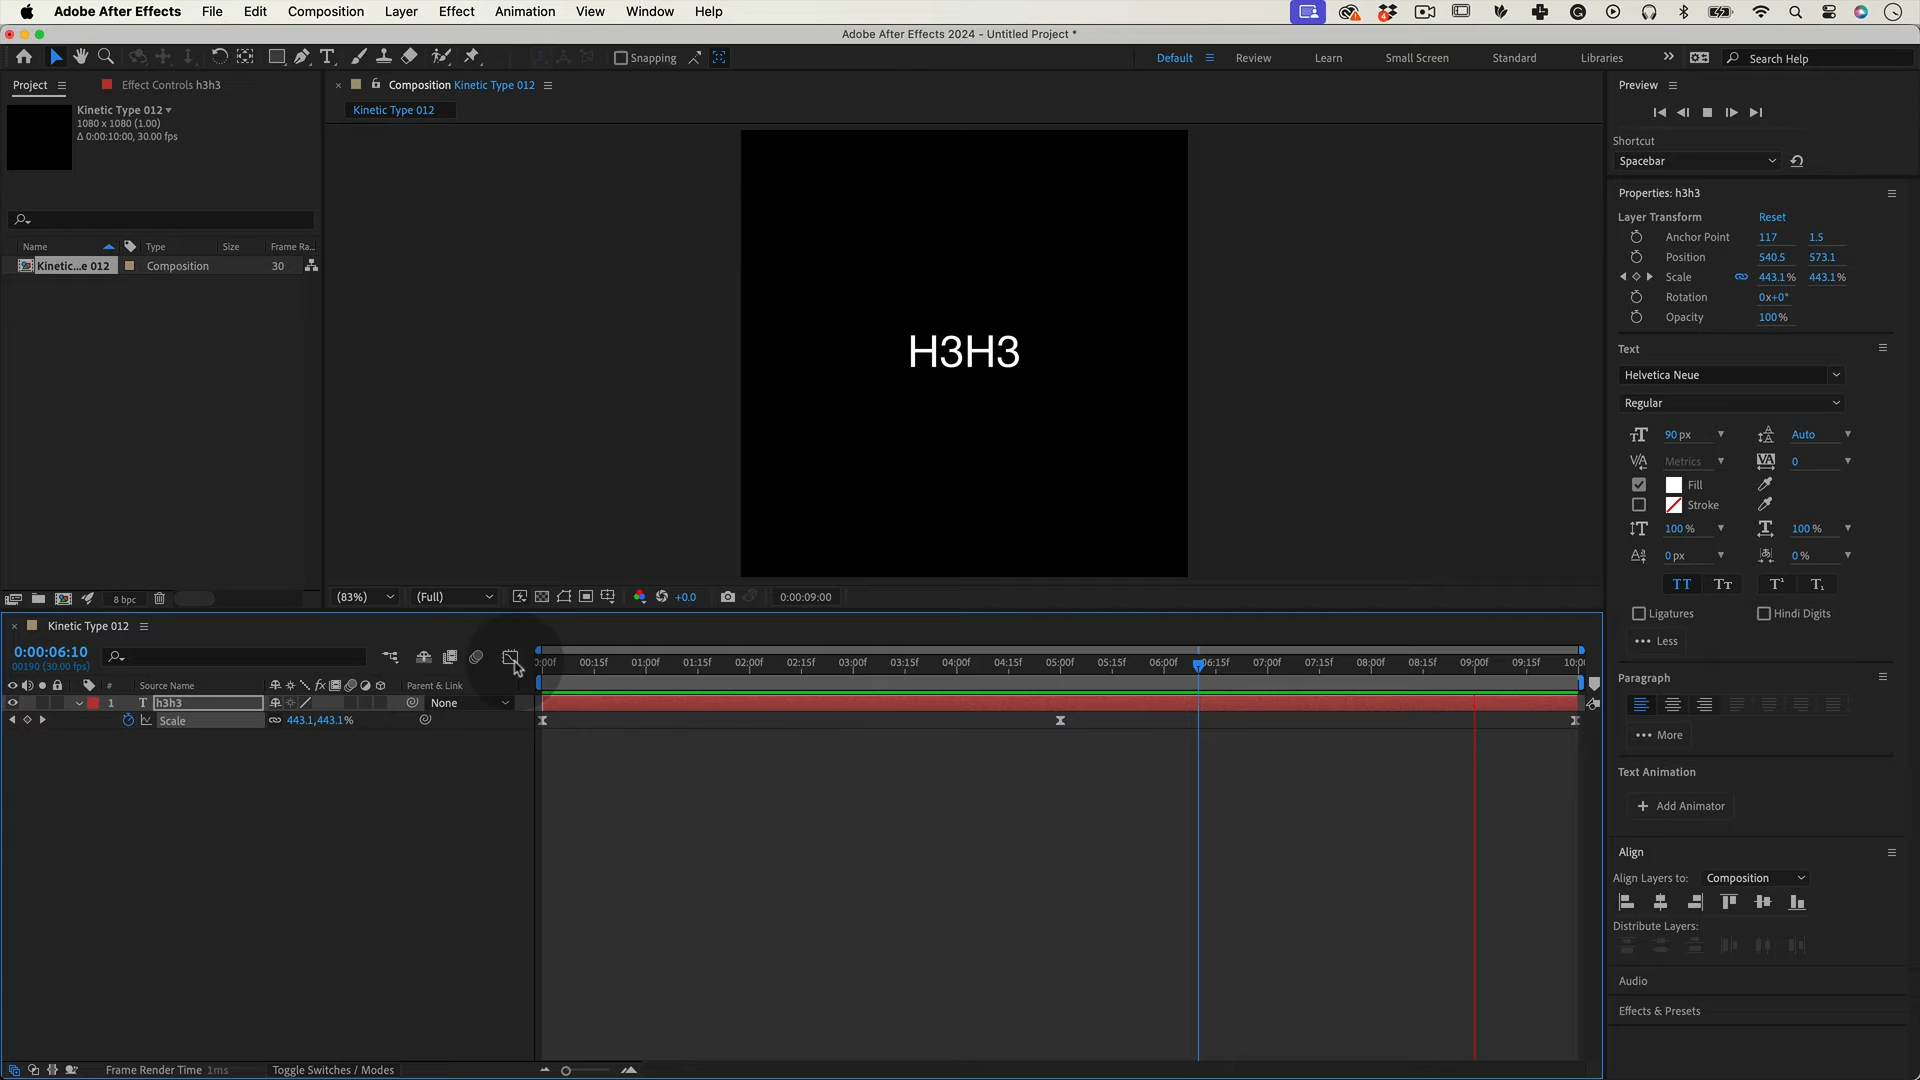 Adobe After Effects File Edit Composition Layer Effect Animation View Window Help
Adobe After Effects 2024 - Untitled Project *
Snapping Default Review Learn Small Screen Standard Libraries Search Help
Project Effect Controls h3h3
Kinetic Type 012
1080 x 1080 (1.00)
Δ 0:00:10:00, 30.00 fps
Name Type Size Frame Ra...
Kinetic...e 012 Composition 30
Composition Kinetic Type 012
Kinetic Type 012
H3H3
8 bpc
(83%) (Full) +0.0 0:00:09:00
Preview
Shortcut
Spacebar
Properties: h3h3
Layer Transform Reset
Anchor Point 117 1.5
Position 540.5 573.1
Scale 443.1% 443.1%
Rotation 0x+0°
Opacity 100%
Text
Helvetica Neue
Regular
90 px Auto
Metrics 0
Fill
Stroke
100 % 100 %
0 px 0 %
TT Tт T¹ T₁
Ligatures Hindi Digits
Less
Paragraph
More
Text Animation
Add Animator
Align
Align Layers to: Composition
Distribute Layers:
Audio
Effects & Presets
Kinetic Type 012
0:00:06:10
00190 (30.00 fps)
0:00f 00:15f 01:00f 01:15f 02:00f 02:15f 03:00f 03:15f 04:00f 04:15f 05:00f 05:15f 06:00f 06:15f 07:00f 07:15f 08:00f 08:15f 09:00f 09:15f 10:00
# Source Name fx Parent & Link
1 T h3h3 None
Scale 443.1,443.1%
Frame Render Time 1ms Toggle Switches / Modes